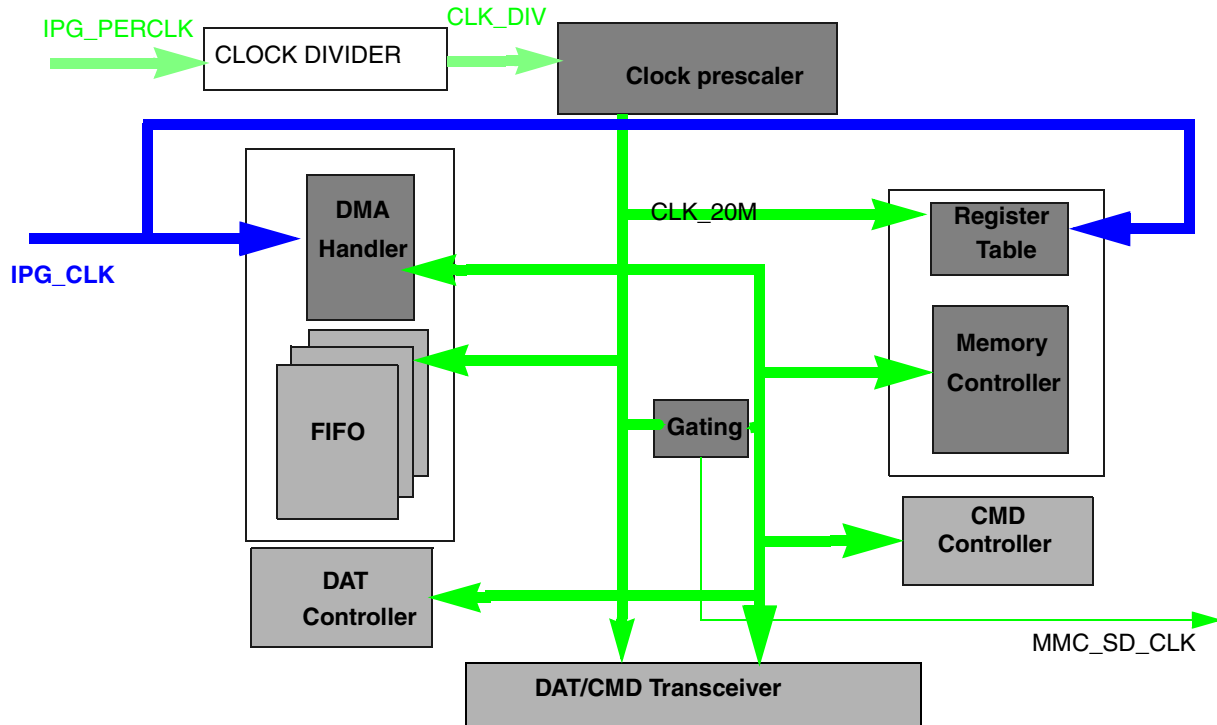 IPG_PERCLK
CLK_DIV
CLOCK DIVIDER
Clock prescaler
DMA
Handler
CLK_20M
Register
Table
IPG_CLK
Memory
Controller
FIFO
Gating
CMD
Controller
DAT
Controller
MMC_SD_CLK
DAT/CMD Transceiver